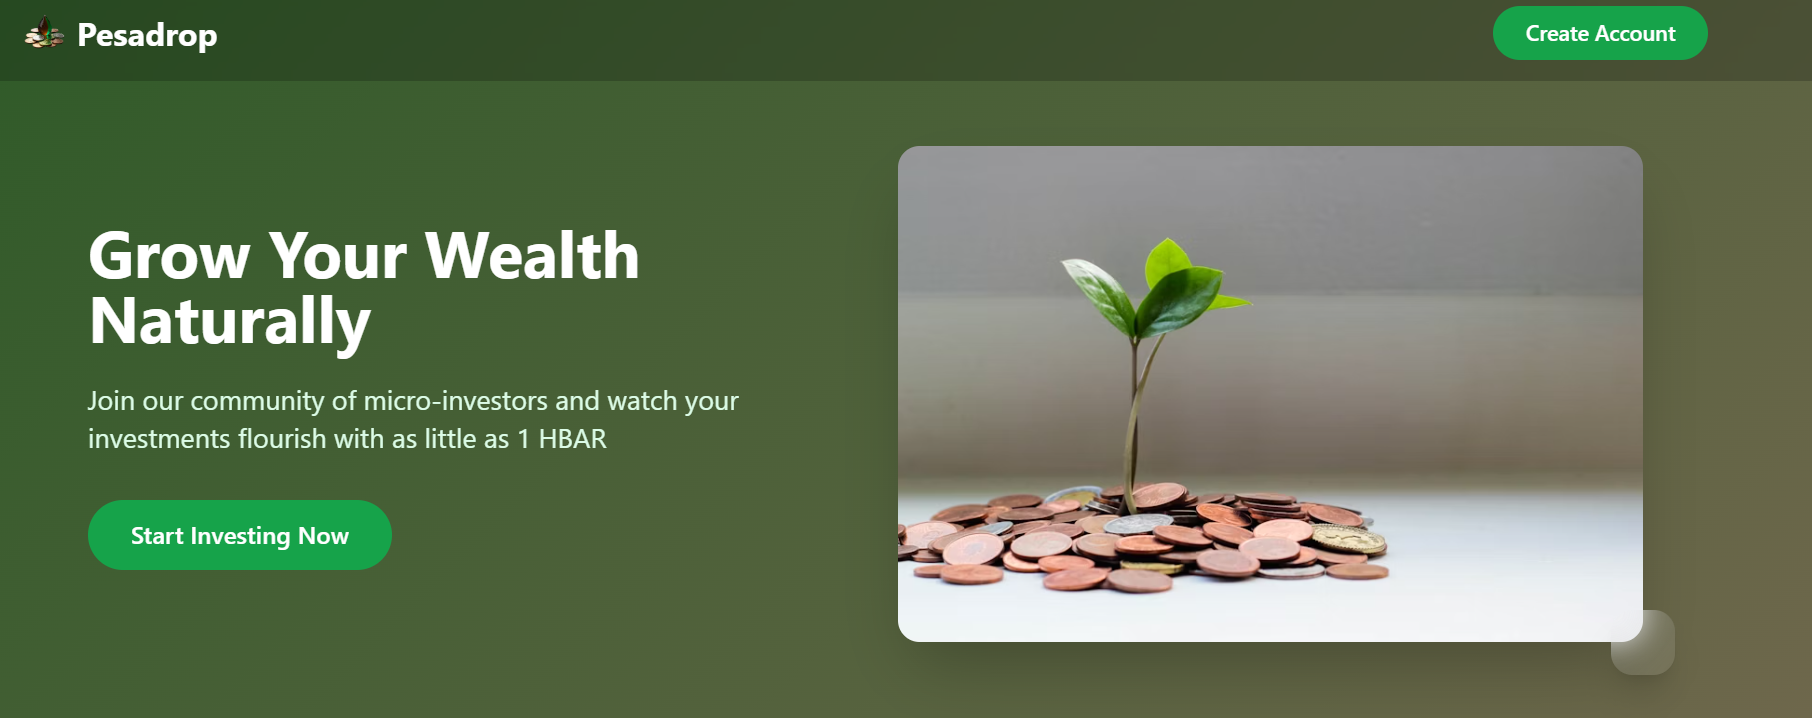 Pesadrop
Create Account
Grow Your Wealth
Naturally
Join our community of micro-investors and watch your
investments flourish with as little as 1 HBAR
Start Investing Now